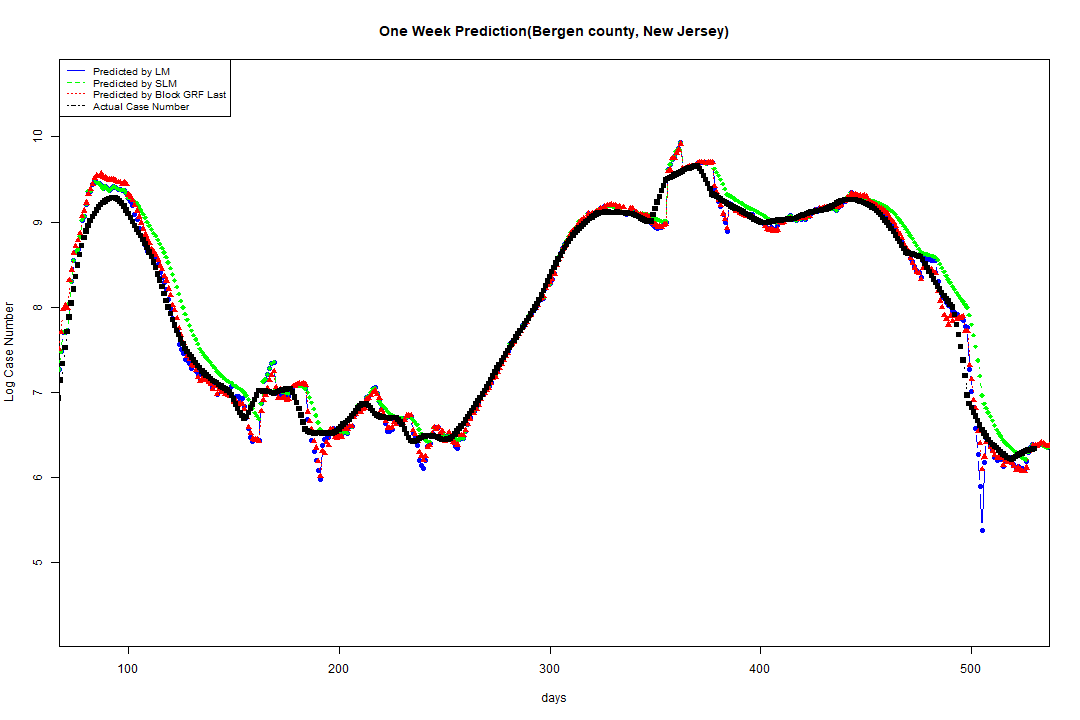 One Week Prediction(Bergen county, New Jersey)
Predicted by LM
Predicted by SLM
Predicted by Block GRF Last
Actual Case Number
Log Case Number
10
9
8
7
6
5
100 200 300 400 500
days